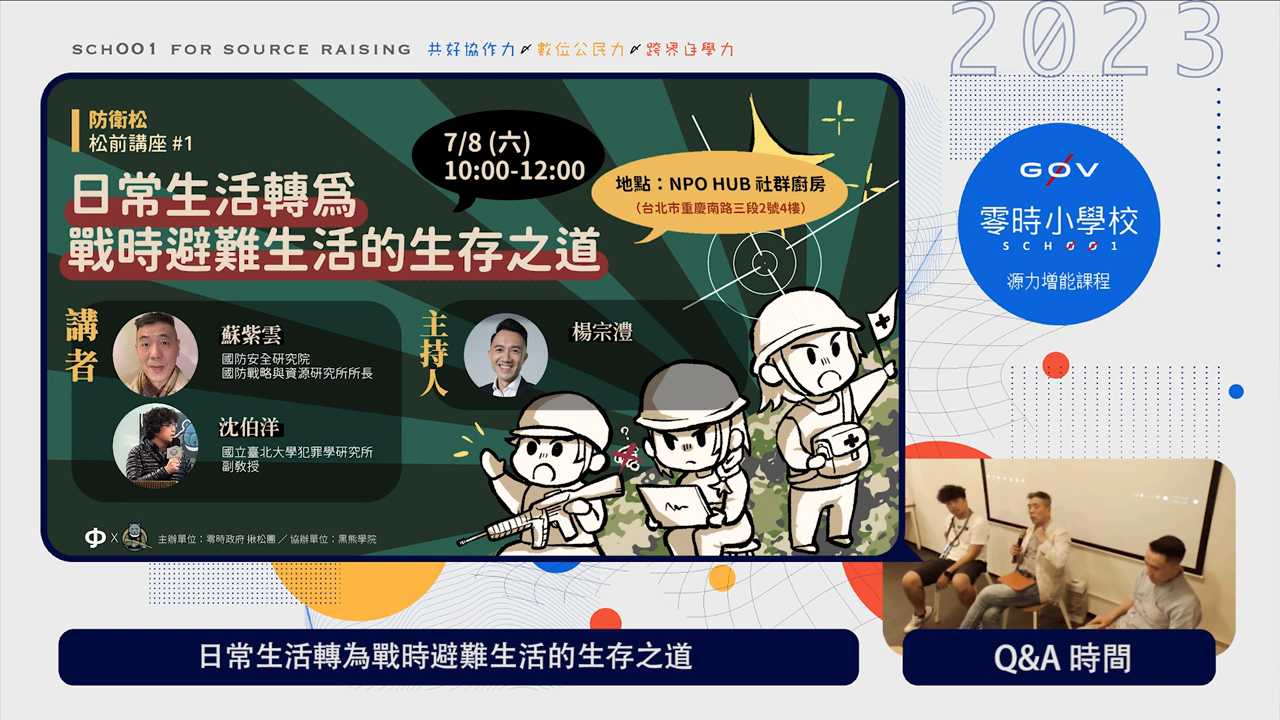 SCHOO1 FOR SOURCE RAISING 共好協作力 數位公民力 跨界自學力
2023
防衛松
松前講座 #1
7/8 (六)
10:00-12:00
地點：NPO HUB 社群廚房
（台北市重慶南路三段2號4樓）
日常生活轉為
戰時避難生活的生存之道
講者
蘇紫雲
國防安全研究院
國防戰略與資源研究所所長
沈伯洋
國立臺北大學犯罪學研究所
副教授
主持人
楊宗澧
?
X
主辦單位：零時政府 揪松團 ／ 協辦單位：黑熊學院
G0V
零時小學校
SCHOO1
源力增能課程
日常生活轉為戰時避難生活的生存之道
Q&A 時間